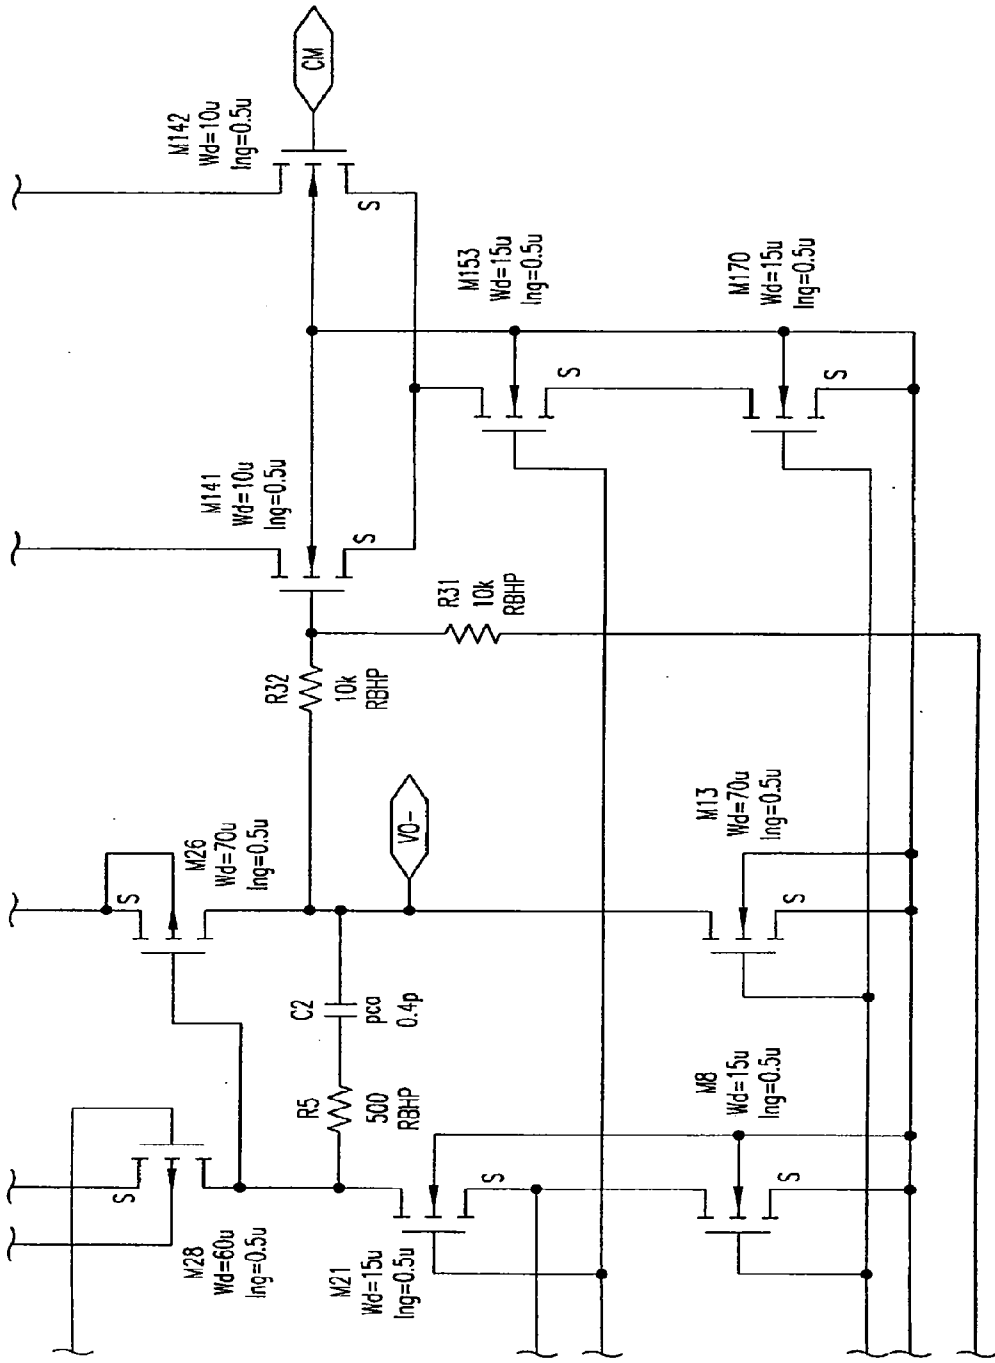 CM
M142
Wd=10u
lng=0.5u
S
M141
Wd=10u
lng=0.5u
S
M153
Wd=15u
lng=0.5u
S
M170
Wd=15u
lng=0.5u
S
R31
10k
RBHP
R32
10k
RBHP
M26
Wd=70u
lng=0.5u
S
VO-
M13
Wd=70u
lng=0.5u
S
C2
pca
0.4p
R5
500
RBHP
M28
Wd=60u
lng=0.5u
S
M21
Wd=15u
lng=0.5u
S
M8
Wd=15u
lng=0.5u
S